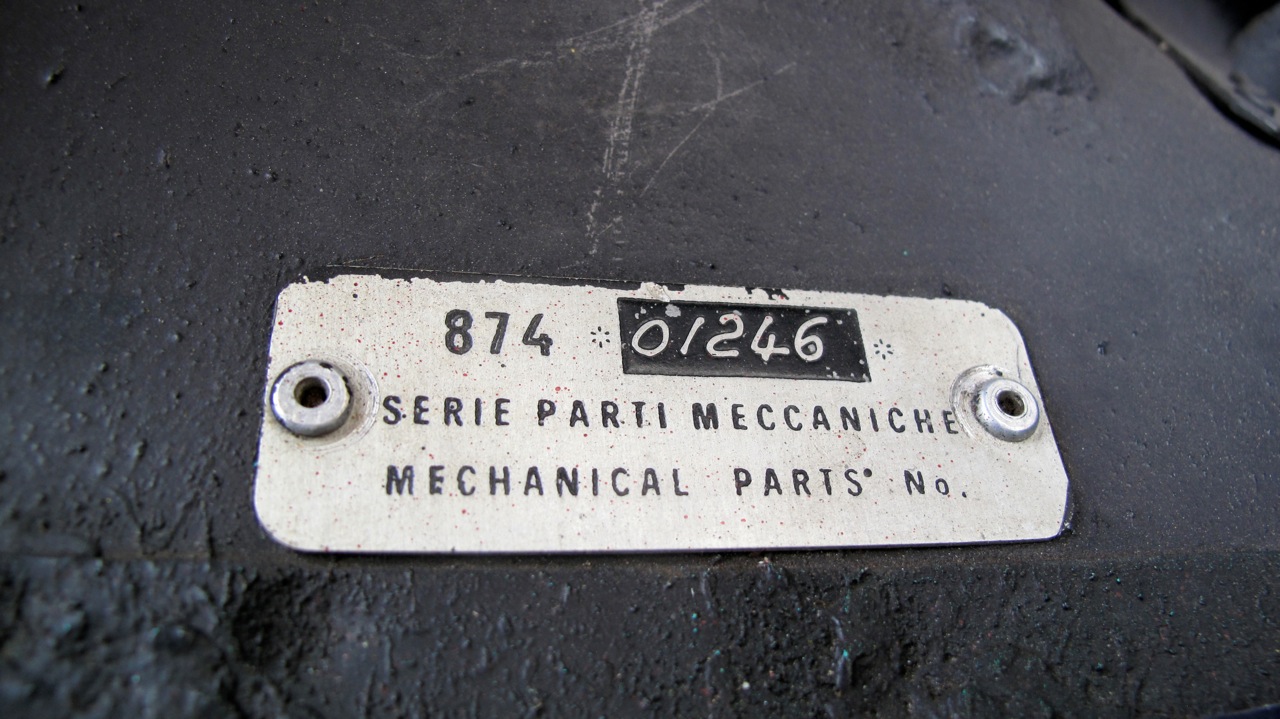 874 * 01246 *
SERIE PARTI MECCANICHE
MECHANICAL PARTS No.